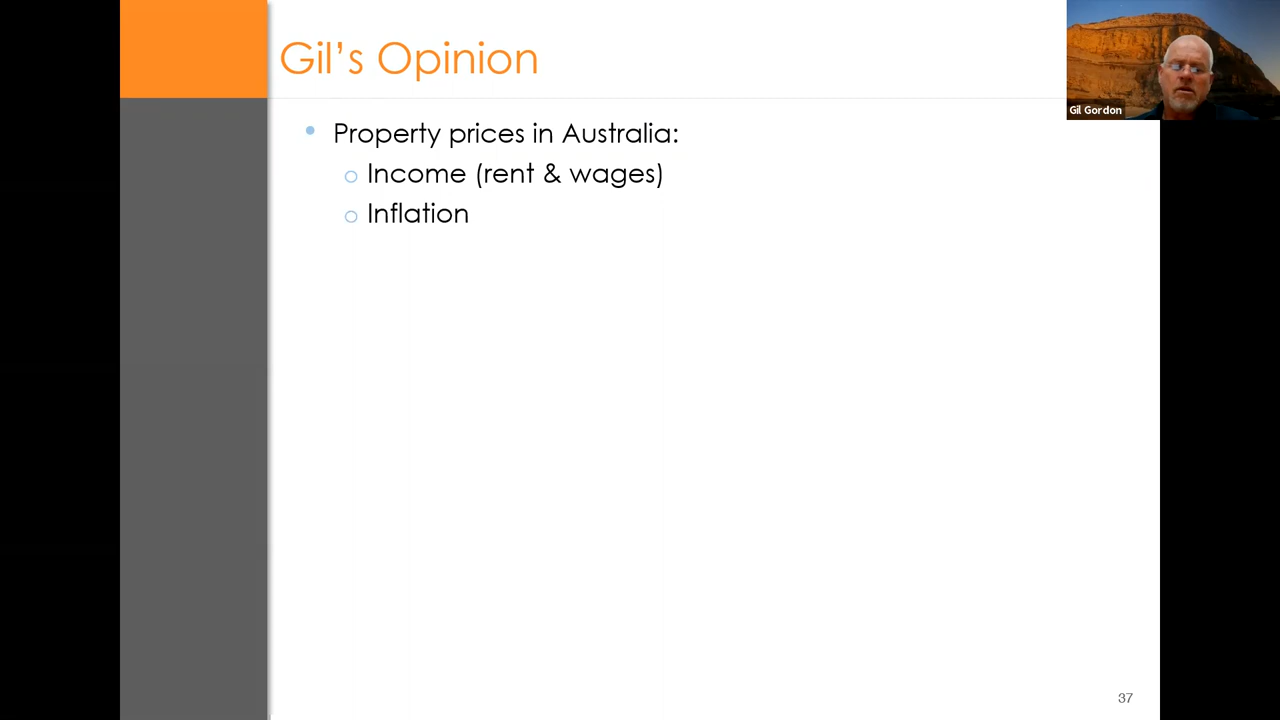 Gil’s Opinion
Gil Gordon
Property prices in Australia:
Income (rent & wages)
Inflation
37